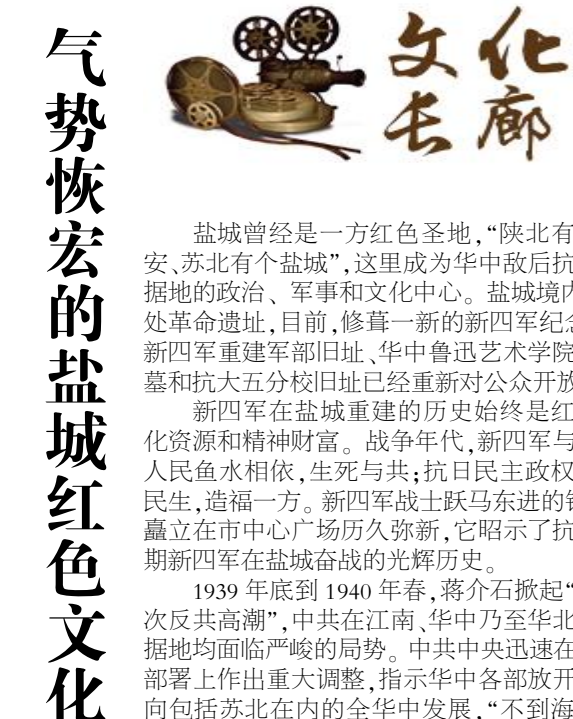 气势恢宏的盐城红色文化
文化
长廊
盐城曾经是一方红色圣地，“陕北有
安、苏北有个盐城”，这里成为华中敌后抗
据地的政治、军事和文化中心。盐城境内
处革命遗址，目前，修葺一新的新四军纪念
新四军重建军部旧址、华中鲁迅艺术学院
墓和抗大五分校旧址已经重新对公众开放
新四军在盐城重建的历史始终是红
化资源和精神财富。战争年代，新四军与
人民鱼水相依，生死与共；抗日民主政权
民生，造福一方。新四军战士跃马东进的
矗立在市中心广场历久弥新，它昭示了抗
期新四军在盐城奋战的光辉历史。
1939 年底到 1940 年春，蒋介石掀起“
次反共高潮”，中共在江南、华中乃至华北
据地均面临严峻的局势。中共中央迅速在
部署上作出重大调整，指示华中各部放开
向包括苏北在内的全华中发展，“不到海